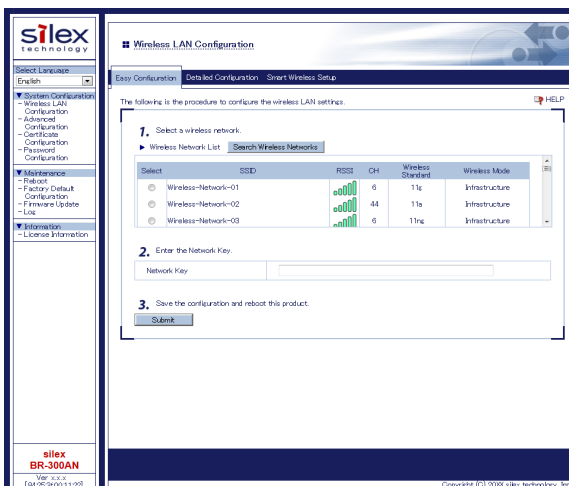 silex
technology
Select Language
English
▼ System Configuration
- Wireless LAN
Configuration
- Advanced
Configuration
- Certificate
Configuration
- Password
Configuration
▼ Maintenance
- Reboot
- Factory Default
Configuration
- Firmware Update
- Log
▼ Information
- License Information
silex
BR-300AN
Ver x.x.x
Wireless LAN Configuration
Easy Configuration Detailed Configuration Smart Wireless Setup
The following is the procedure to configure the wireless LAN settings.
HELP
1. Select a wireless network.
Wireless Network List Search Wireless Networks
Select SSID RSSI CH Wireless Standard Wireless Mode
Wireless-Network-01 6 11g Infrastructure
Wireless-Network-02 44 11a Infrastructure
Wireless-Network-03 6 11ng Infrastructure
2. Enter the Network Key.
Network Key
3. Save the configuration and reboot this product.
Submit
Copyright (C) 20XX silex technology, Inc